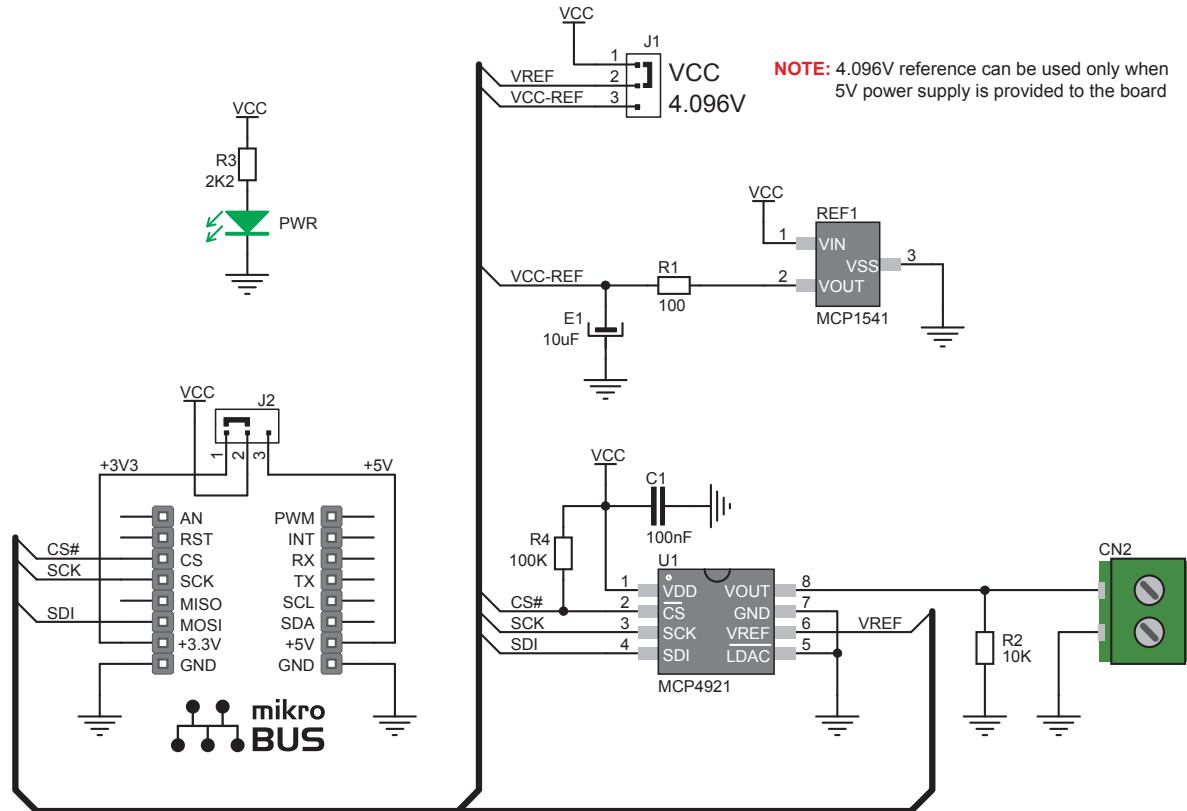 VCC
J1
1
VREF 2 VCC
VCC-REF 3 4.096V
NOTE: 4.096V reference can be used only when
5V power supply is provided to the board
VCC
R3
2K2
PWR
VCC
REF1
1 VIN
VSS 3
VCC-REF R1 2 VOUT
100
MCP1541
E1
10uF
VCC
J2
1 2 3
+3V3 +5V
AN PWM
RST INT
CS# CS RX
SCK SCK TX
MISO SCL
SDI MOSI SDA
+3.3V +5V
GND GND
mikro
BUS
VCC
C1
100nF
R4
100K
U1
1 VDD VOUT 8
CS# 2 CS GND 7
SCK 3 SCK VREF 6 VREF
SDI 4 SDI LDAC 5
MCP4921
R2
10K
CN2